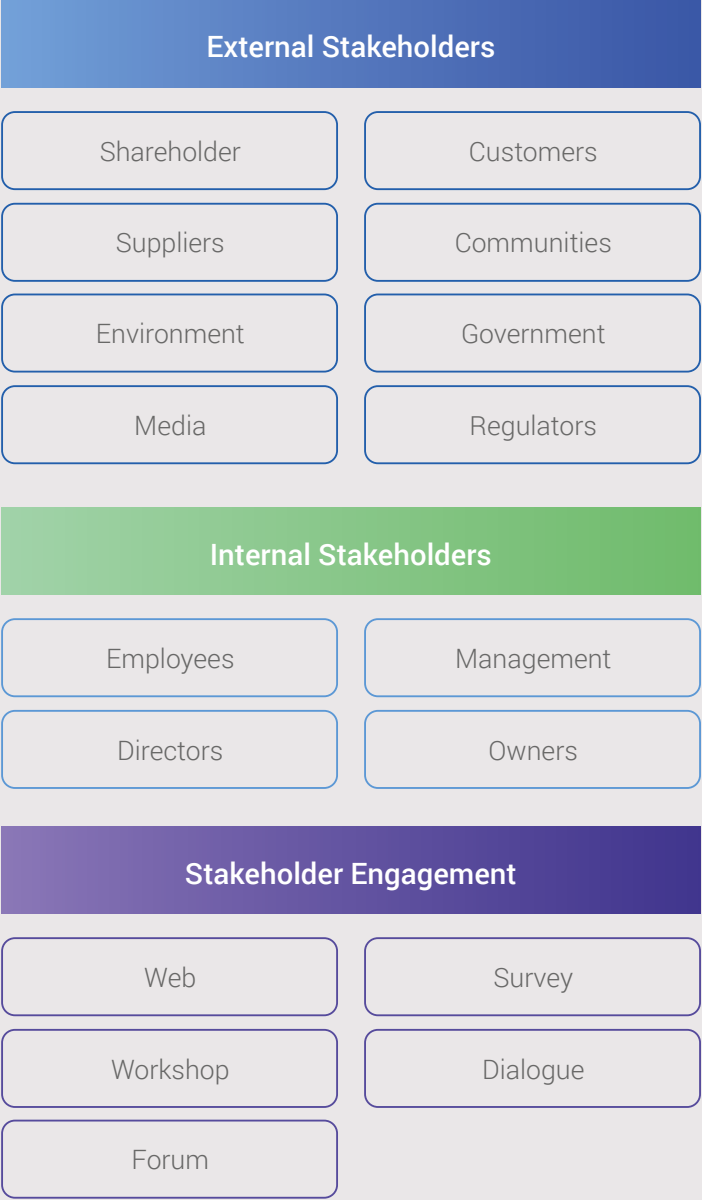 External Stakeholders
Shareholder
Customers
Suppliers
Communities
Environment
Government
Media
Regulators
Internal Stakeholders
Employees
Management
Directors
Owners
Stakeholder Engagement
Web
Survey
Workshop
Dialogue
Forum